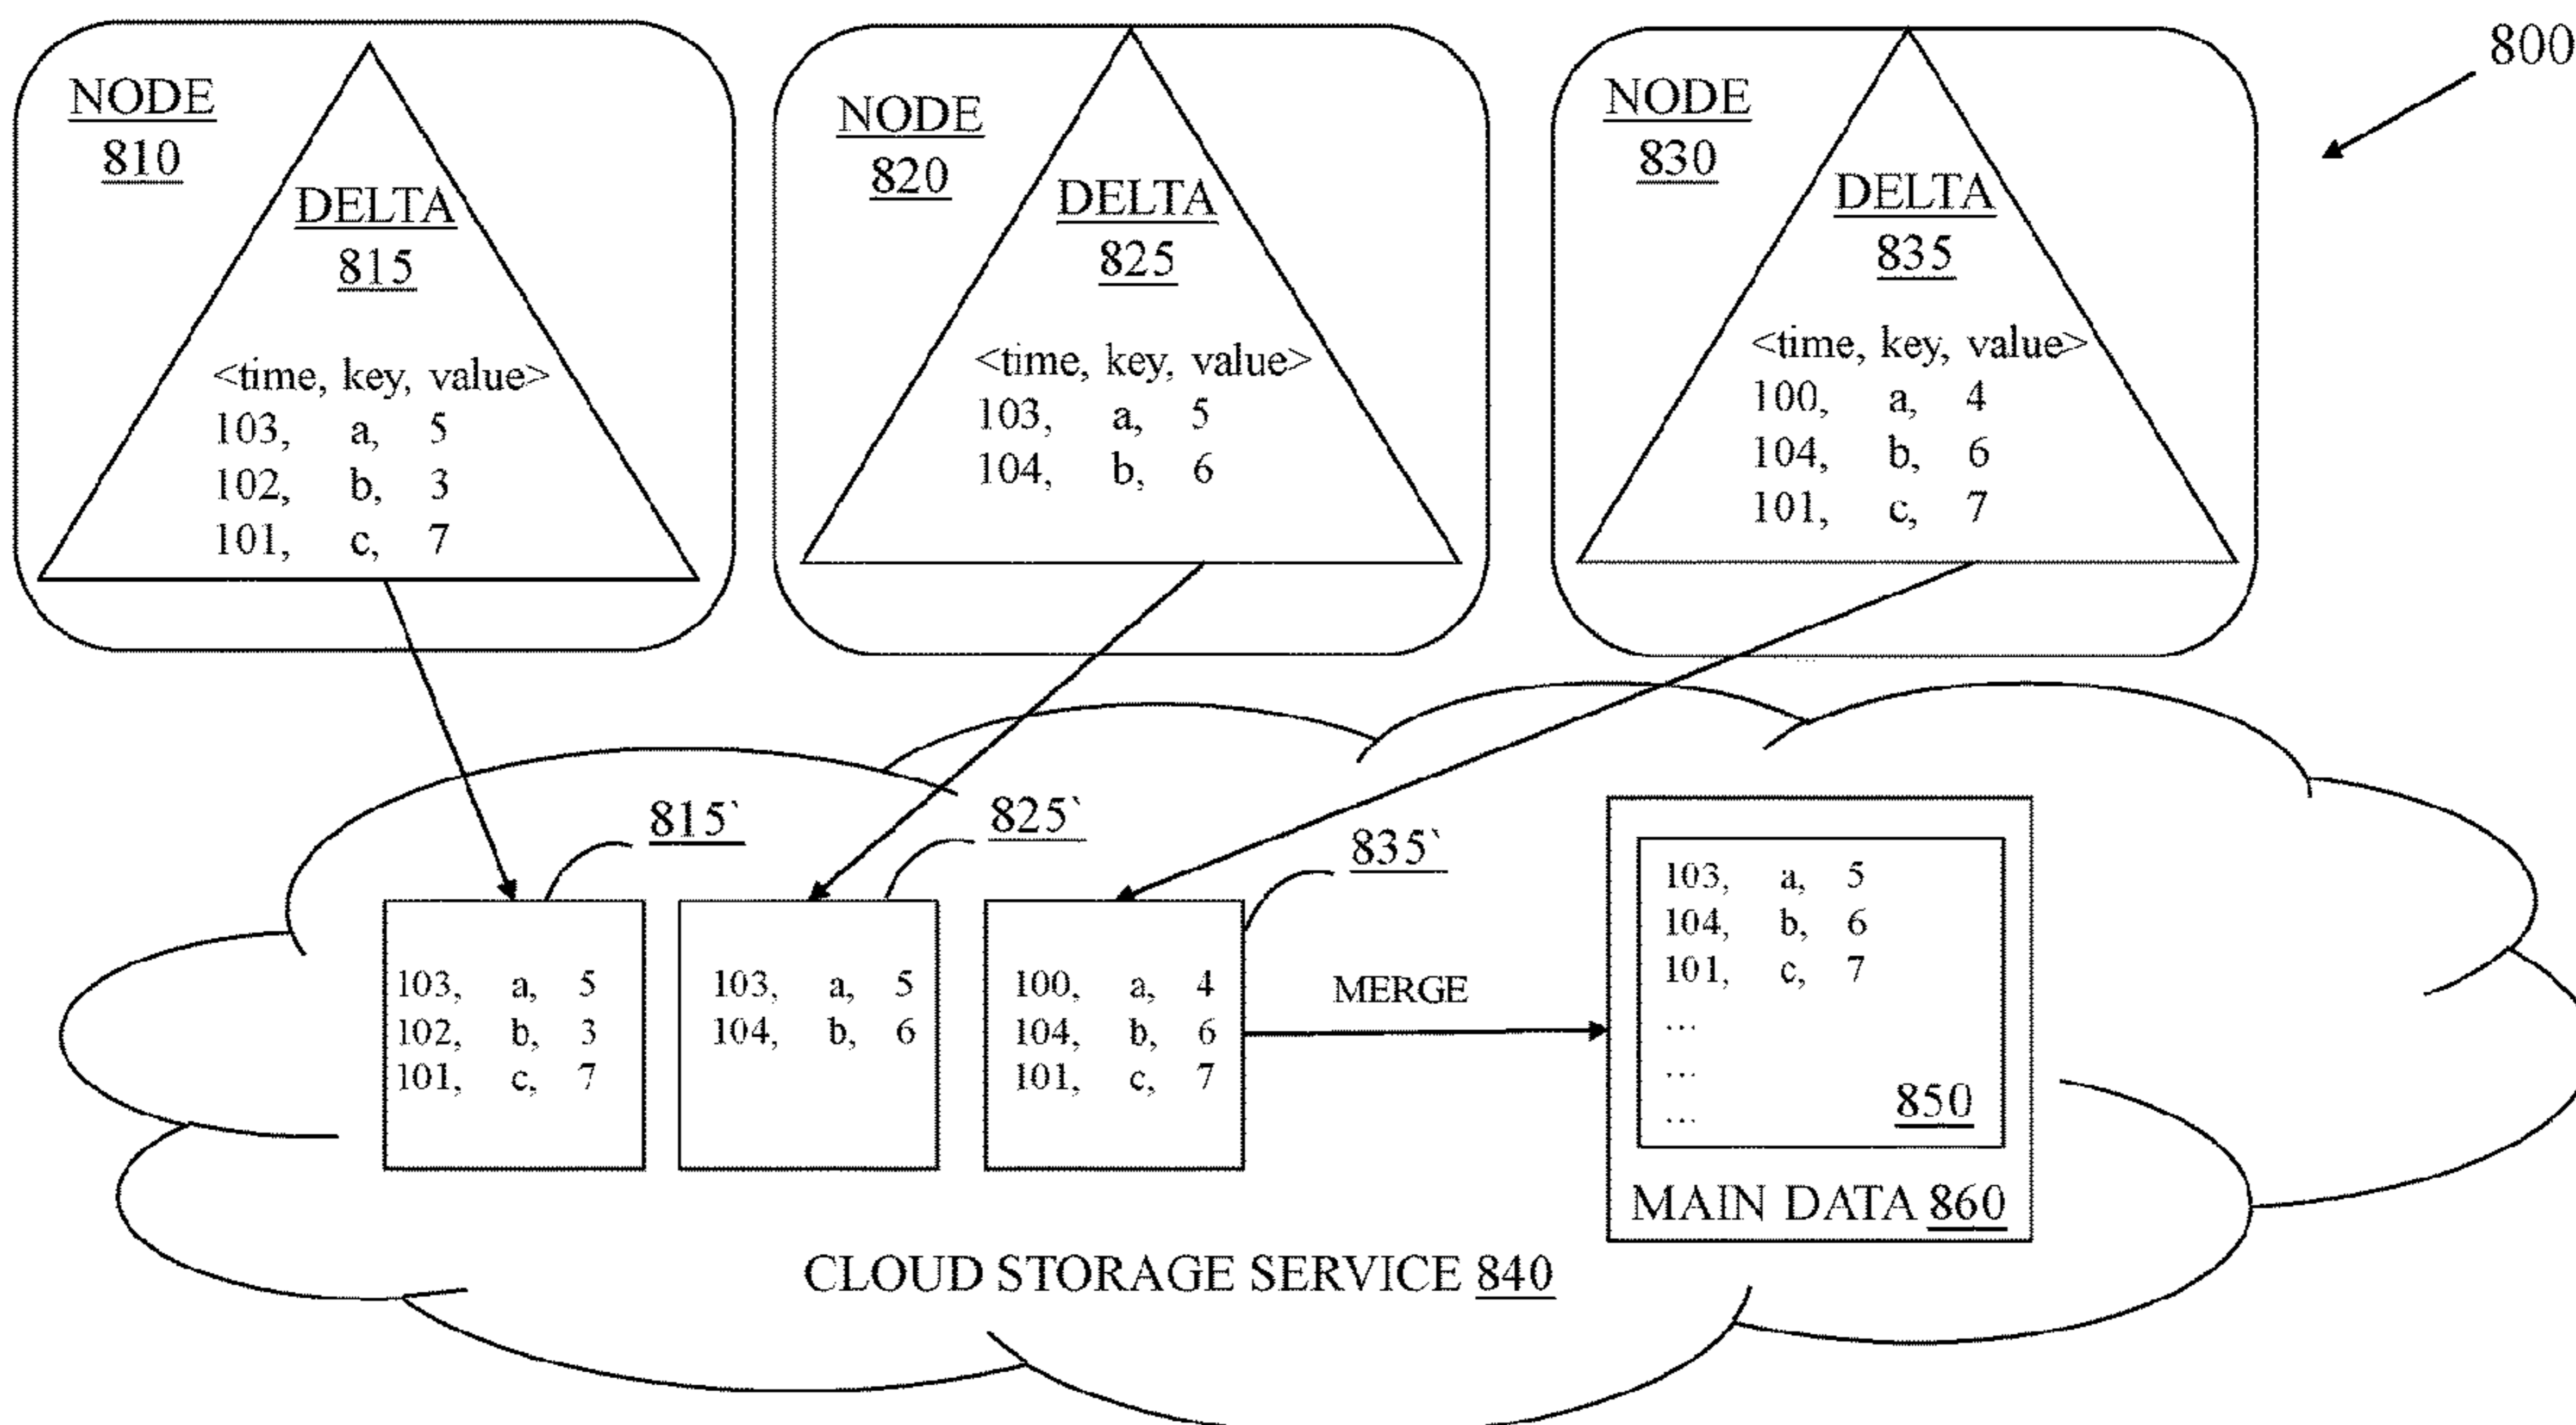 800
NODE
810
DELTA
815
<time, key, value>
103, a, 5
102, b, 3
101, c, 7
NODE
820
DELTA
825
<time, key, value>
103, a, 5
104, b, 6
NODE
830
DELTA
835
<time, key, value>
100, a, 4
104, b, 6
101, c, 7
815`
103, a, 5
102, b, 3
101, c, 7
825`
103, a, 5
104, b, 6
835`
100, a, 4
104, b, 6
101, c, 7
MERGE
103, a, 5
104, b, 6
101, c, 7
...
...
...
850
MAIN DATA 860
CLOUD STORAGE SERVICE 840